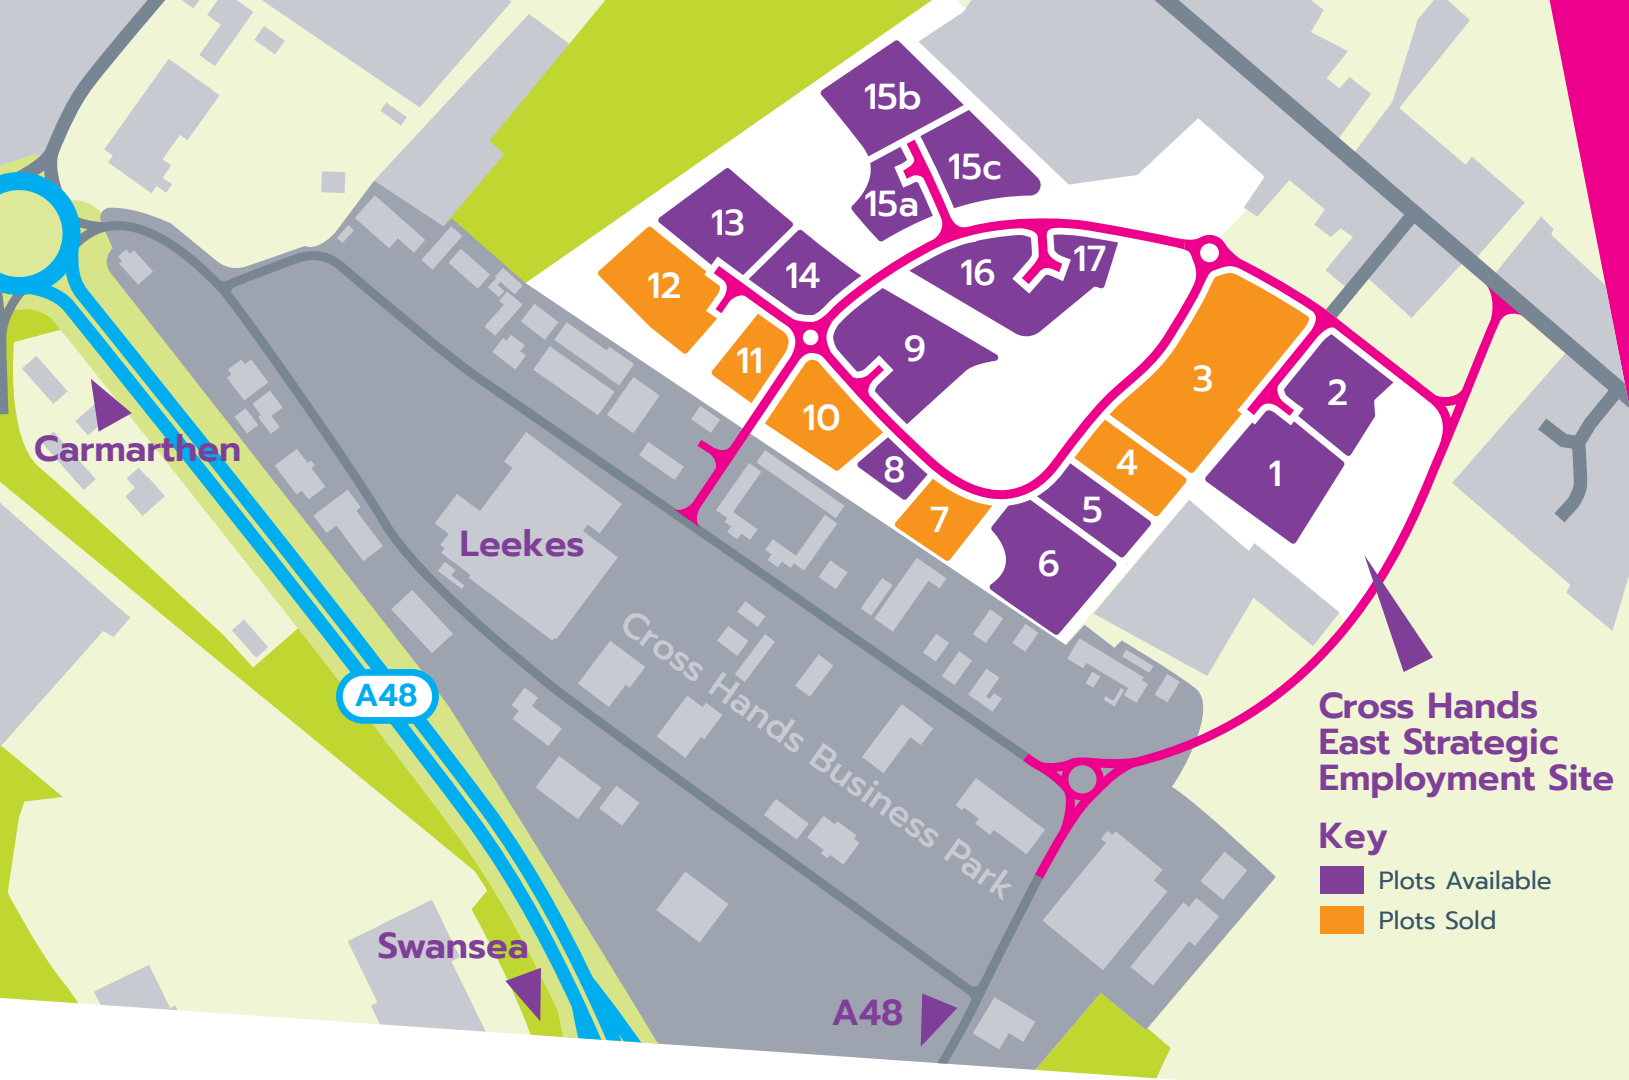 15b
15c
15a
13
14
12
11
16
17
9
10
8
7
3
2
4
1
5
6
Carmarthen
Leekes
Cross Hands Business Park
A48
Swansea
A48
Cross Hands
East Strategic
Employment Site
Key
Plots Available
Plots Sold